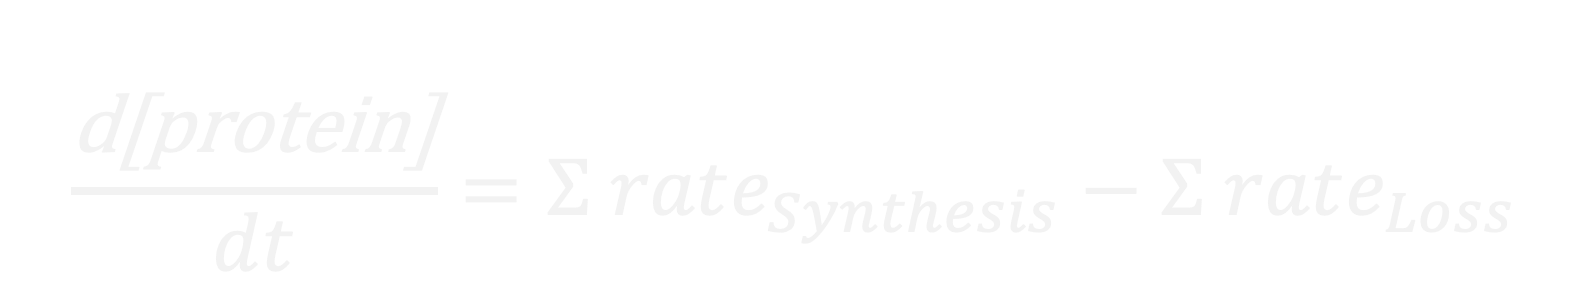 d[protein]
dt
= Σ rate_Synthesis − Σ rate_Loss